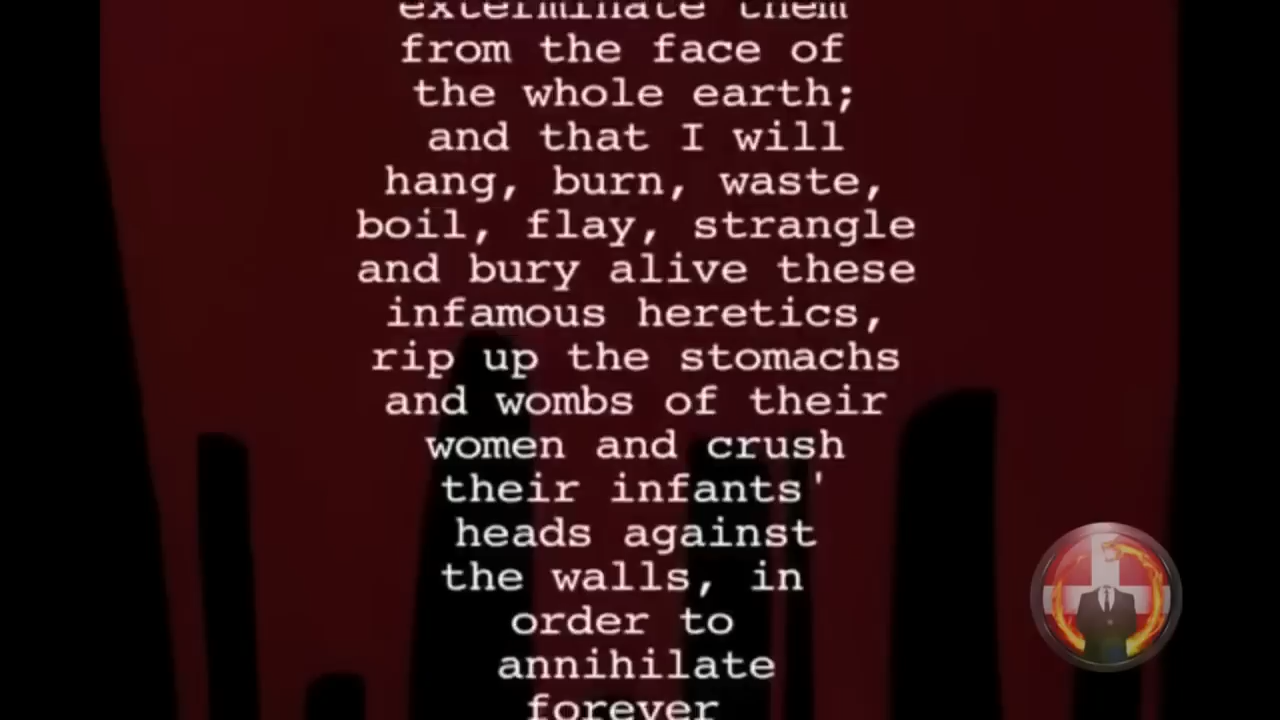 exterminate them
from the face of
the whole earth;
and that I will
hang, burn, waste,
boil, flay, strangle
and bury alive these
infamous heretics,
rip up the stomachs
and wombs of their
women and crush
their infants'
heads against
the walls, in
order to
annihilate
forever